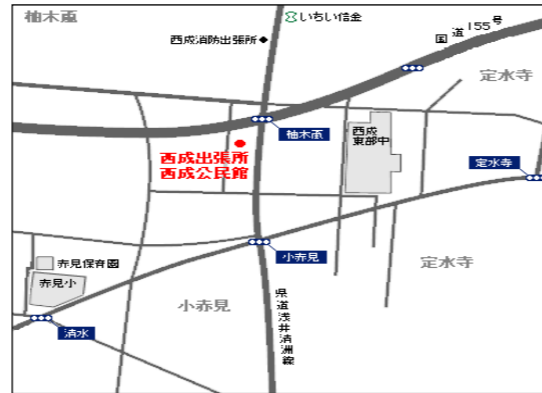 柚木颪
いちい信金
西成消防出張所
国道155号
定水寺
柚木颪
西成出張所
西成公民館
西成
東部中
定水寺
小赤見
定水寺
赤見保育園
赤見小
小赤見
県道浅井清洲線
清水